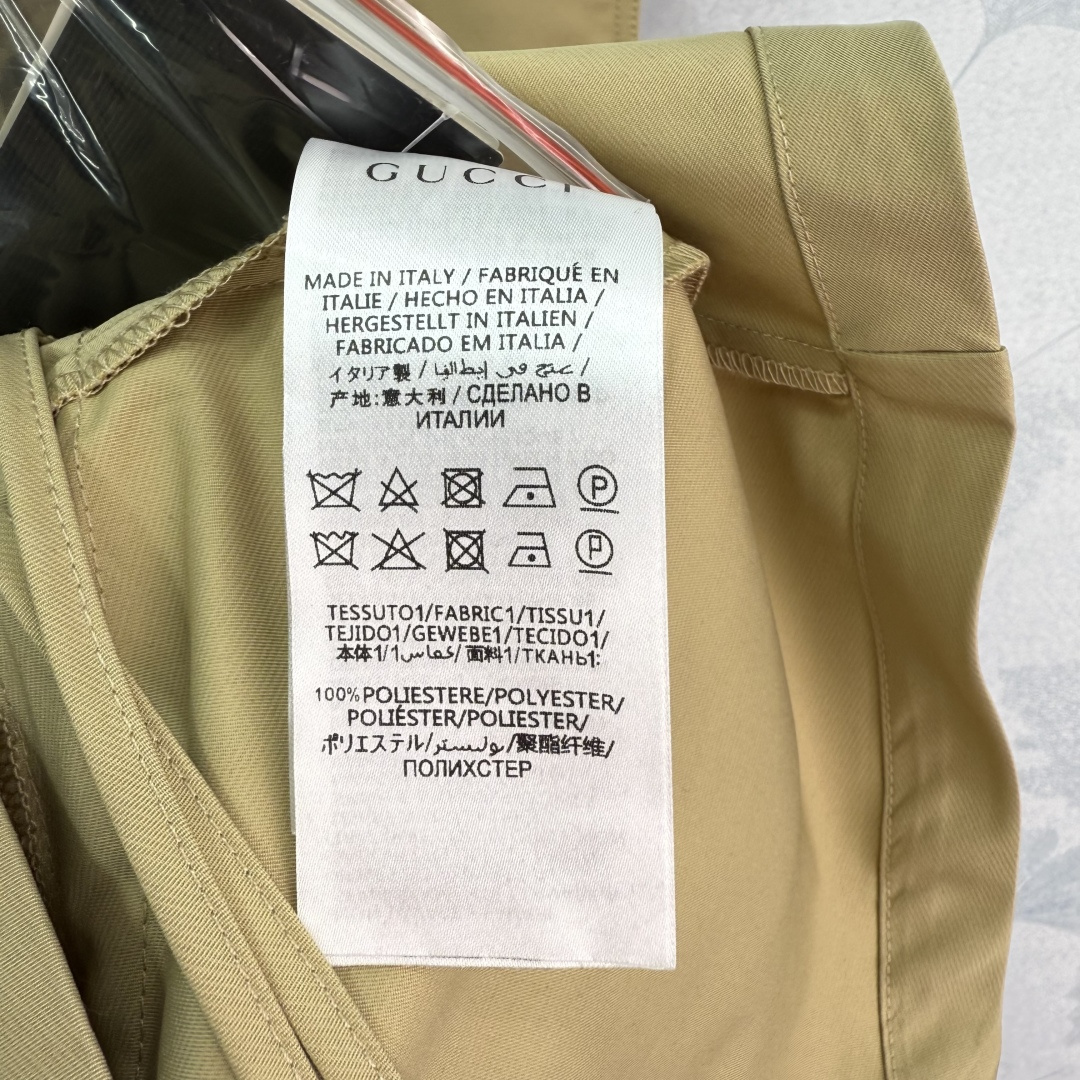 GUCCI
MADE IN ITALY / FABRIQUÉ EN
ITALIE / HECHO EN ITALIA /
HERGESTELLT IN ITALIEN /
FABRICADO EM ITALIA /
イタリア製 / صنع في إيطاليا /
产地:意大利 / СДЕЛАНО В
ИТАЛИИ
P
P
TESSUTO1/FABRIC1/TISSU1/
TEJIDO1/GEWEBE1/TECIDO1/
本体1/قماش1/ 面料1/ТКАНЬ1:
100%POLIESTERE/POLYESTER/
POLIÉSTER/POLIESTER/
ポリエステル/بوليستر/聚酯纤维/
ПОЛИХСТЕР